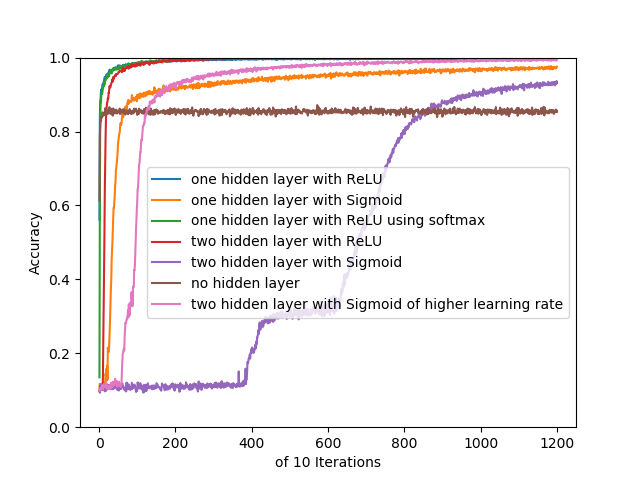 1.0
0.8
0.6
0.4
0.2
0.0
Accuracy
one hidden layer with ReLU
one hidden layer with Sigmoid
one hidden layer with ReLU using softmax
two hidden layer with ReLU
two hidden layer with Sigmoid
no hidden layer
two hidden layer with Sigmoid of higher learning rate
0 200 400 600 800 1000 1200
of 10 Iterations